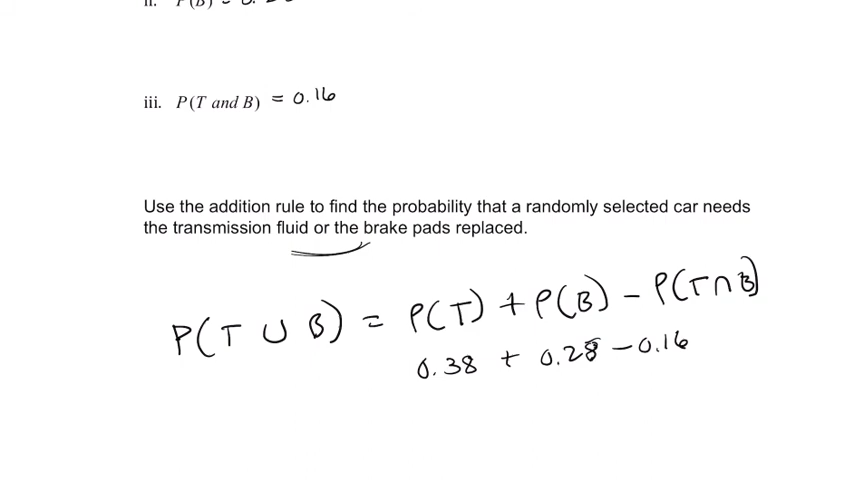 iii. P(T and B) = 0.16
Use the addition rule to find the probability that a randomly selected car needs
the transmission fluid or the brake pads replaced.
P(T ∪ B) = P(T) + P(B) - P(T ∩ B)
0.38 + 0.28 - 0.16